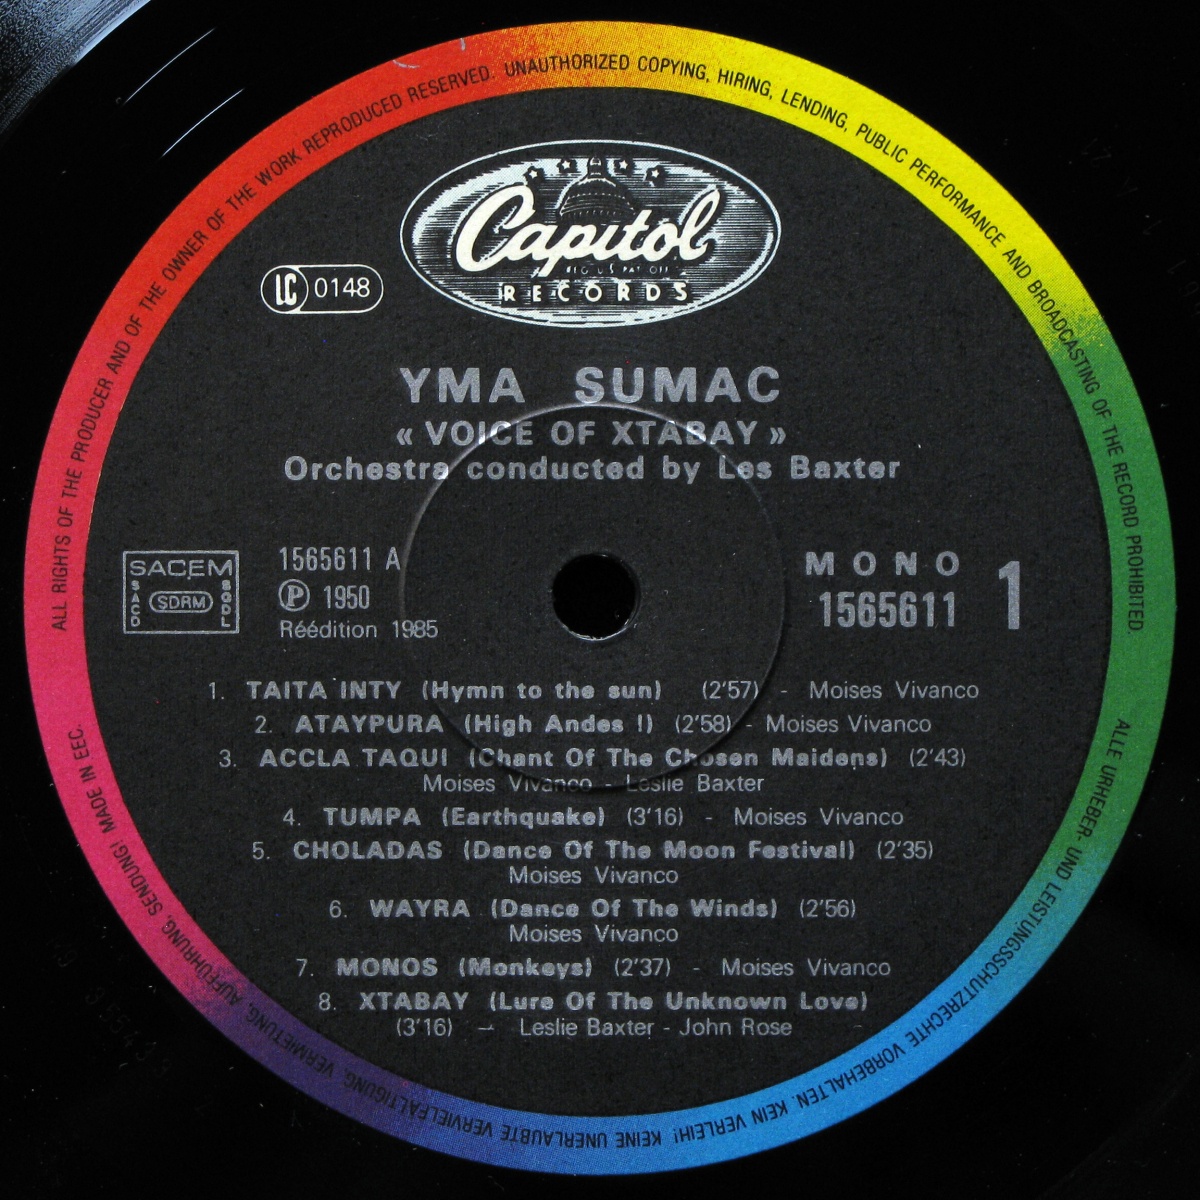 ALL RIGHTS OF THE PRODUCER AND OF THE OWNER OF THE WORK REPRODUCED RESERVED. UNAUTHORIZED COPYING, HIRING, LENDING, PUBLIC PERFORMANCE AND BROADCASTING OF THE RECORD PROHIBITED.
Capitol
RECORDS
LC 0148
YMA SUMAC
« VOICE OF XTABAY »
Orchestra conducted by Les Baxter
SACEM
SACD SDRM SGDL
1565611 A
Ⓟ 1950
Réédition 1985
MONO
1565611
1
1. TAITA INTY (Hymn to the sun) (2'57) - Moises Vivanco
2. ATAYPURA (High Andes !) (2'58) - Moises Vivanco
3. ACCLA TAQUI (Chant Of The Chosen Maidens) (2'43)
Moises Vivanco - Leslie Baxter
4. TUMPA (Earthquake) (3'16) - Moises Vivanco
5. CHOLADAS (Dance Of The Moon Festival) (2'35)
Moises Vivanco
6. WAYRA (Dance Of The Winds) (2'56)
Moises Vivanco
7. MONOS (Monkeys) (2'37) - Moises Vivanco
8. XTABAY (Lure Of The Unknown Love)
(3'16) - Leslie Baxter - John Rose
ALLE URHEBER- UND LEISTUNGSSCHUTZRECHTE VORBEHALTEN. KEIN VERLEIH! KEINE UNERLAUBTE VERVIELFALTIGUNG, VERMIETUNG, AUFFÜHRUNG, SENDUNG! MADE IN EEC.